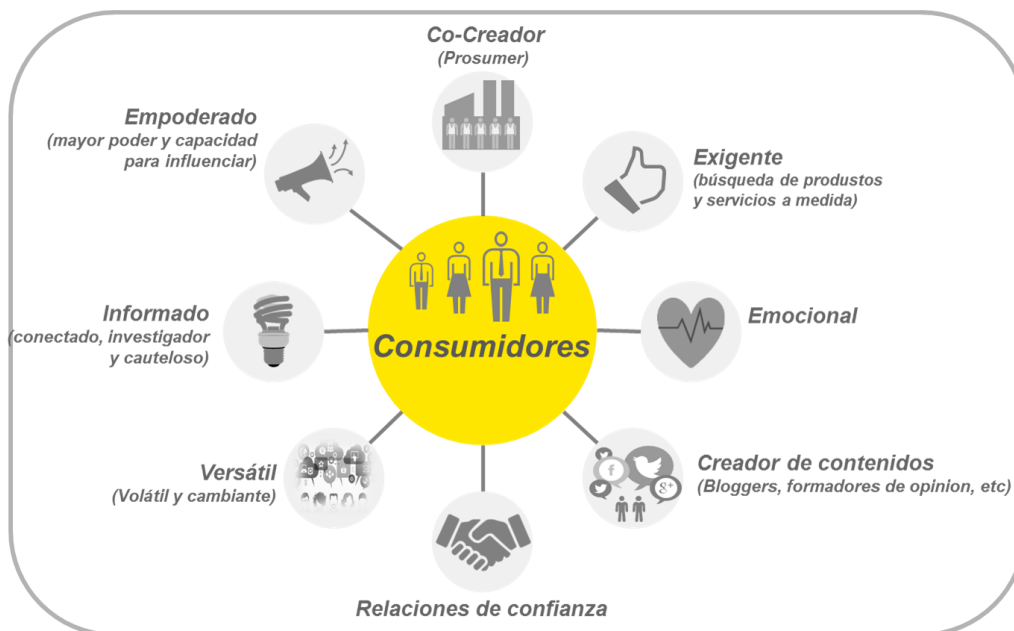 Co-Creador
(Prosumer)
Empoderado
(mayor poder y capacidad
para influenciar)
Exigente
(búsqueda de produstos
y servicios a medida)
Informado
(conectado, investigador
y cauteloso)
Consumidores
Emocional
Versátil
(Volátil y cambiante)
Creador de contenidos
(Bloggers, formadores de opinion, etc)
f
g+
Relaciones de confianza